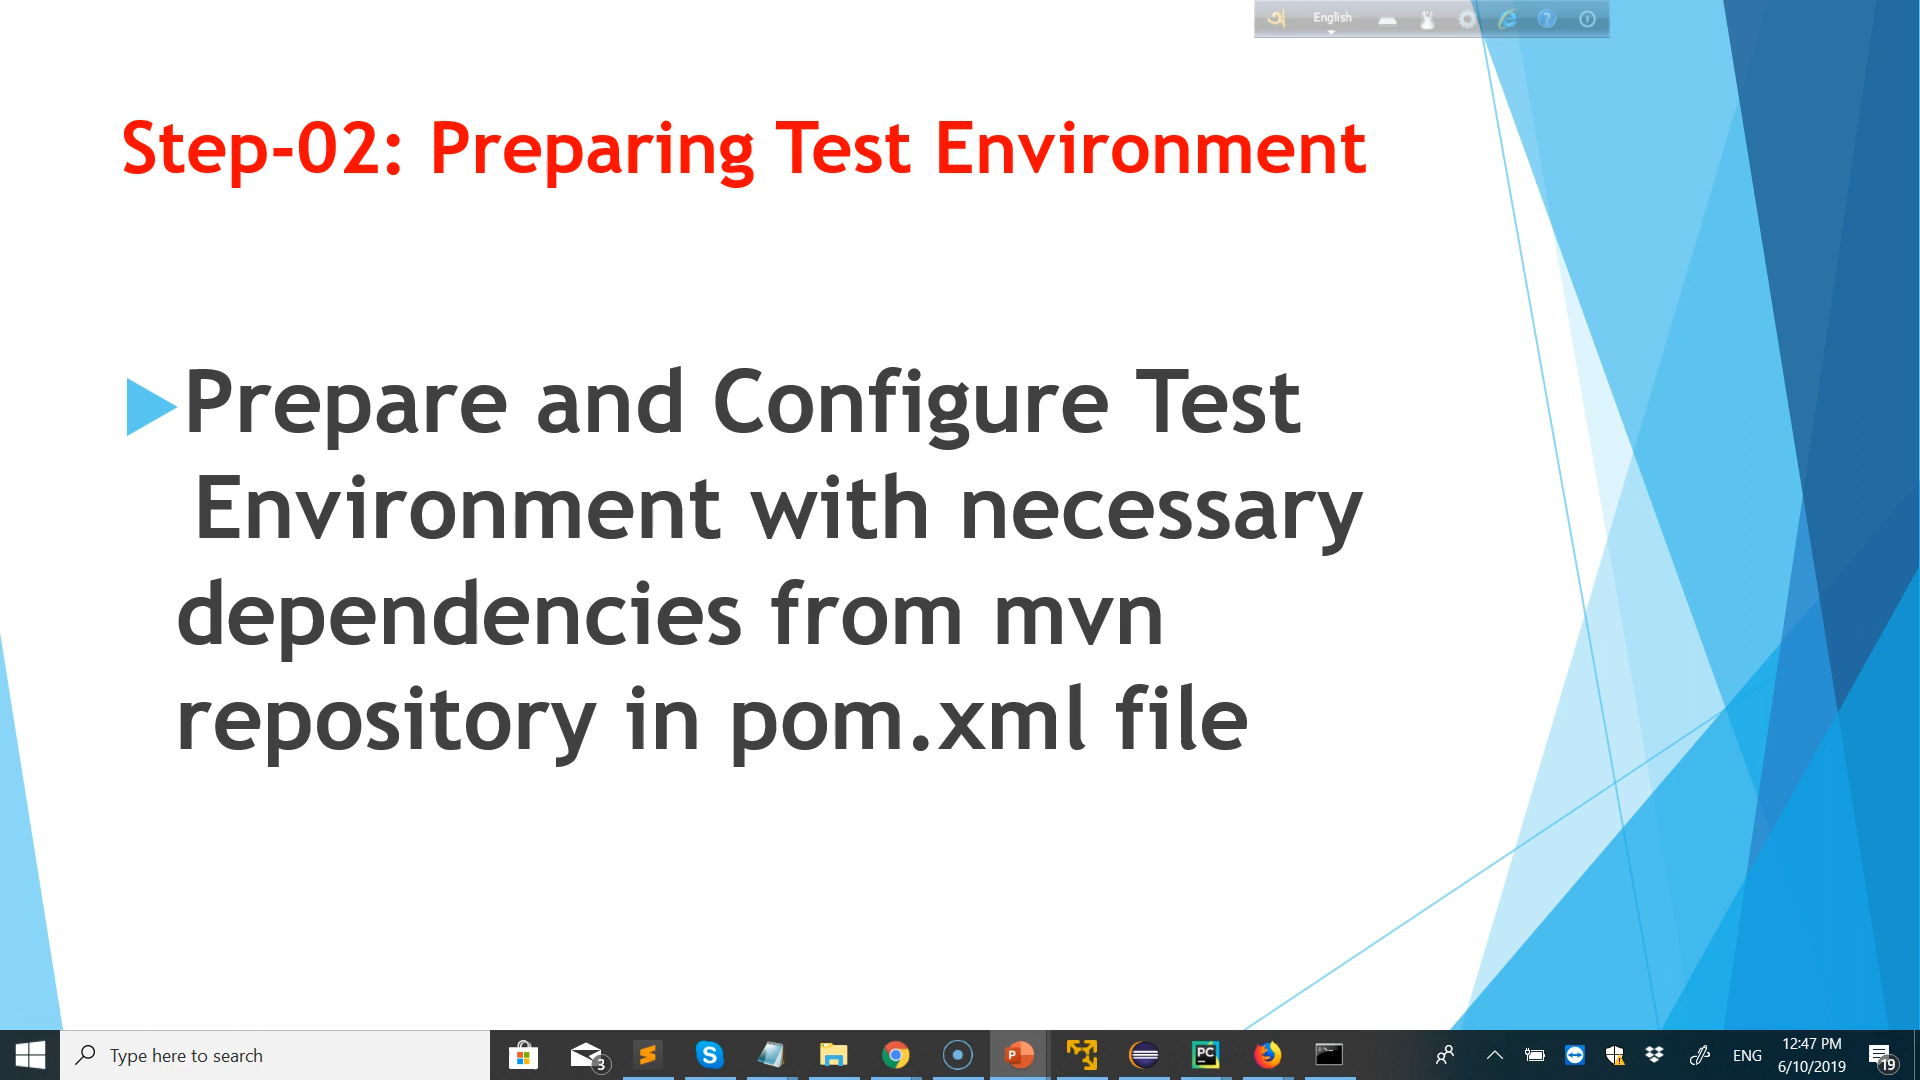 English
Step-02: Preparing Test Environment
Prepare and Configure Test
Environment with necessary
dependencies from mvn
repository in pom.xml file
Type here to search
3
PC
P
ENG
12:47 PM
6/10/2019
19